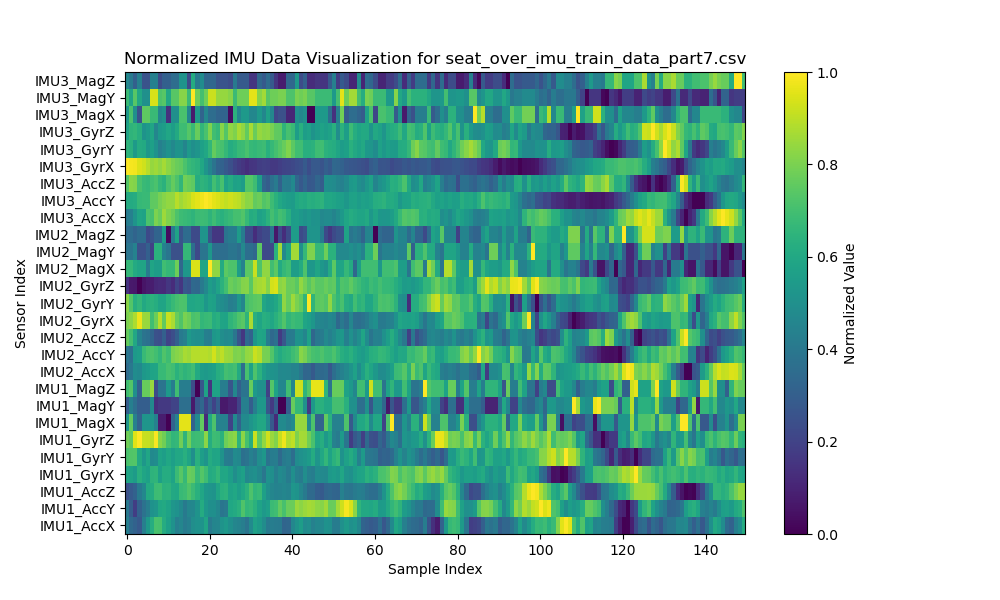 Normalized IMU Data Visualization for seat_over_imu_train_data_part7.csv
IMU3_MagZ
IMU3_MagY
IMU3_MagX
IMU3_GyrZ
IMU3_GyrY
IMU3_GyrX
IMU3_AccZ
IMU3_AccY
IMU3_AccX
IMU2_MagZ
IMU2_MagY
IMU2_MagX
IMU2_GyrZ
IMU2_GyrY
IMU2_GyrX
IMU2_AccZ
IMU2_AccY
IMU2_AccX
IMU1_MagZ
IMU1_MagY
IMU1_MagX
IMU1_GyrZ
IMU1_GyrY
IMU1_GyrX
IMU1_AccZ
IMU1_AccY
IMU1_AccX
Sensor Index
0 20 40 60 80 100 120 140
Sample Index
1.0
0.8
0.6
0.4
0.2
0.0
Normalized Value